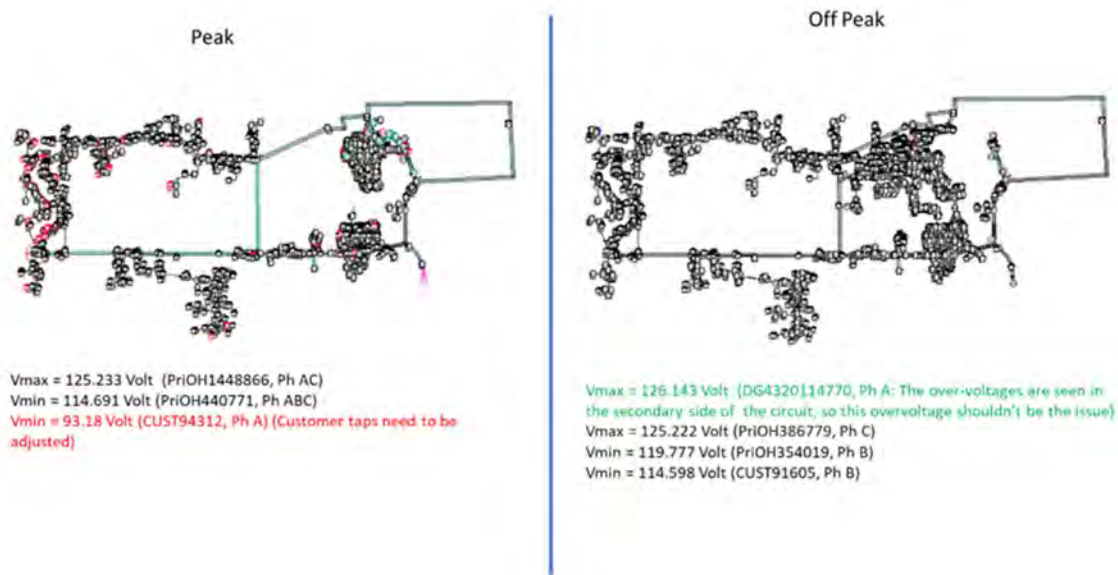 Peak
Vmax = 125.233 Volt (PriOH1448866, Ph AC)
Vmin = 114.691 Volt (PriOH440771, Ph ABC)
Vmin = 93.18 Volt (CUST94312, Ph A) (Customer taps need to be
adjusted)
Off Peak
Vmax = 126.143 Volt (DG4320114770, Ph A: The over-voltages are seen in
the secondary side of the circuit, so this overvoltage shouldn't be the issue)
Vmax = 125.222 Volt (PriOH386779, Ph C)
Vmin = 119.777 Volt (PriOH354019, Ph B)
Vmin = 114.598 Volt (CUST91605, Ph B)